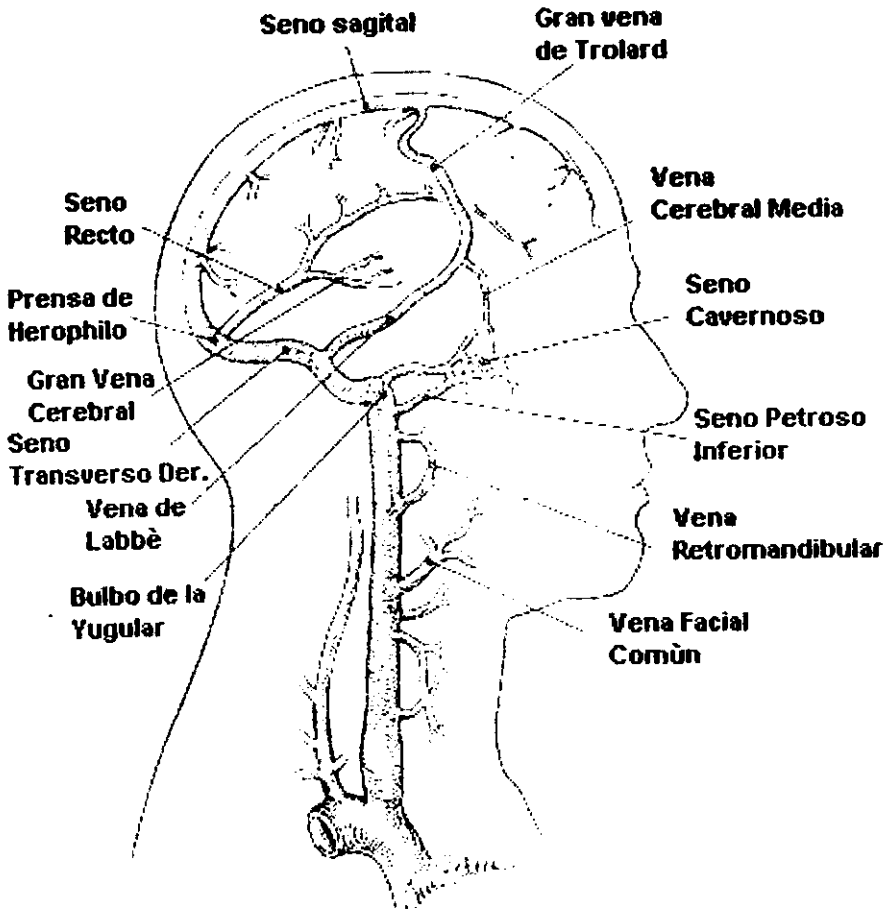 Seno sagital
Gran vena
de Trolard
Vena
Cerebral Media
Seno
Recto
Seno
Cavernoso
Prensa de
Herophilo
Gran Vena
Cerebral
Seno Petroso
Inferior
Seno
Transverso Der.
Vena de
Labbè
Vena
Retromandibular
Bulbo de la
Yugular
Vena Facial
Comùn